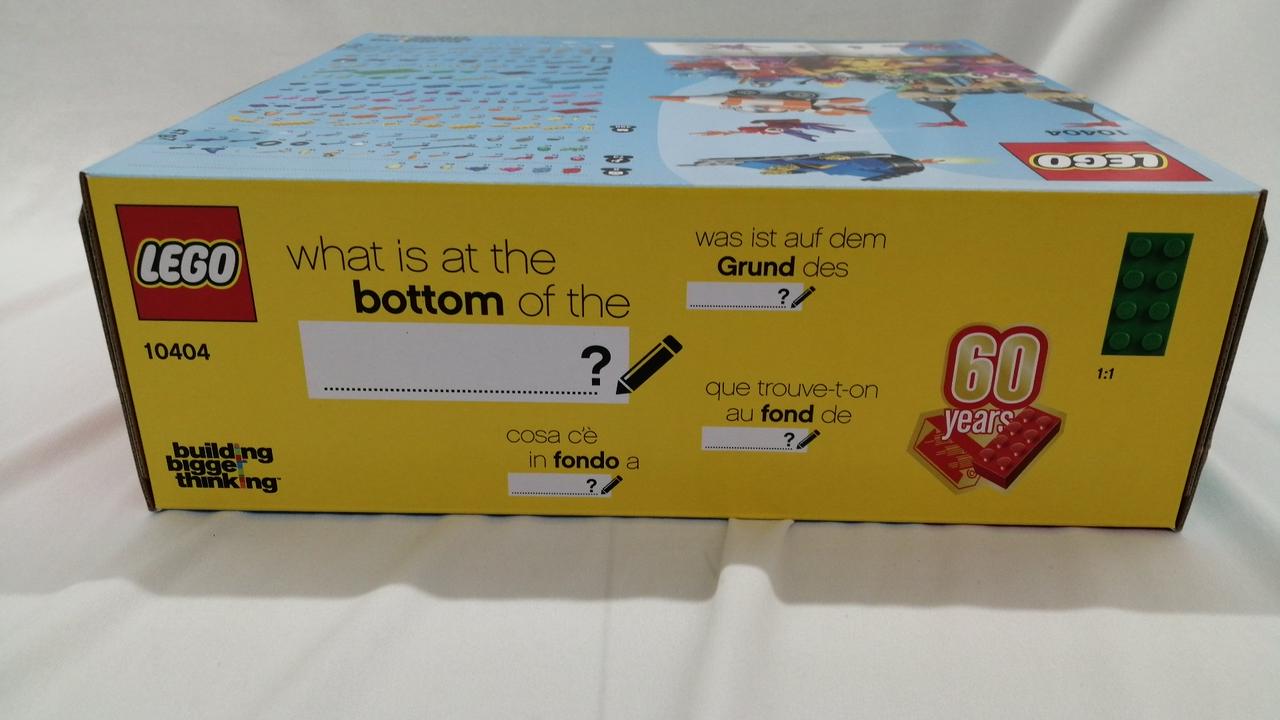 10404
LEGO
LEGO
10404
what is at the
bottom of the
?
building
bigger
thinking™
cosa c'è
in fondo a
?
was ist auf dem
Grund des
?
que trouve-t-on
au fond de
?
60
years
1:1